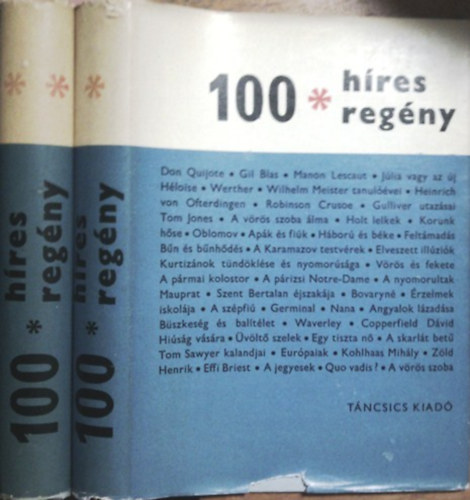 100 * híres regény
100 * híres regény
100 * híres
regény
Don Quijote • Gil Blas • Manon Lescaut • Júlia vagy az új
Héloise • Werther • Wilhelm Meister tanulóévei • Heinrich
von Ofterdingen • Robinson Crusoe • Gulliver utazásai
Tom Jones • A vörös szoba álma • Holt lelkek • Korunk
hőse • Oblomov • Apák és fiúk • Háború és béke • Feltámadás
Bűn és bűnhődés • A Karamazov testvérek • Elveszett illúziók
Kurtizánok tündöklése és nyomorúsága • Vörös és fekete
A pármai kolostor • A párizsi Notre-Dame • A nyomorultak
Mauprat • Szent Bertalan éjszakája • Bovaryné • Érzelmek
iskolája • A szépfiú • Germinal • Nana • Angyalok lázadása
Büszkeség és balítélet • Waverley • Copperfield Dávid
Hiúság vására • Üvöltő szelek • Egy tiszta nő • A skarlát betű
Tom Sawyer kalandjai • Európaiak • Kohlhaas Mihály • Zöld
Henrik • Effi Briest • A jegyesek • Quo vadis? • A vörös szoba
TÁNCSICS KIADÓ